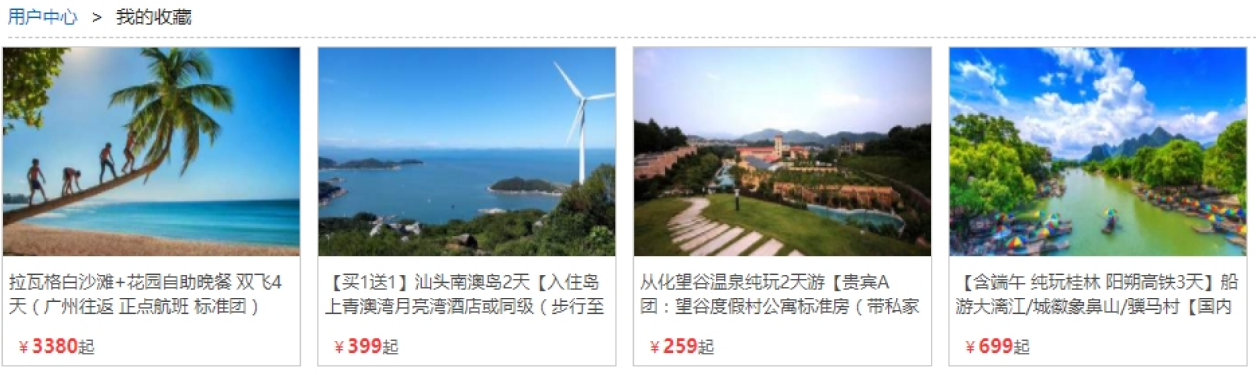 用户中心 > 我的收藏
拉瓦格白沙滩+花园自助晚餐 双飞4
天（广州往返 正点航班 标准团）
¥3380起
【买1送1】汕头南澳岛2天【入住岛
上青澳湾月亮湾酒店或同级（步行至
¥399起
从化望谷温泉纯玩2天游【贵宾A
团：望谷度假村公寓标准房（带私家
¥259起
【含端午 纯玩桂林 阳朔高铁3天】船
游大漓江/城徽象鼻山/骥马村【国内
¥699起